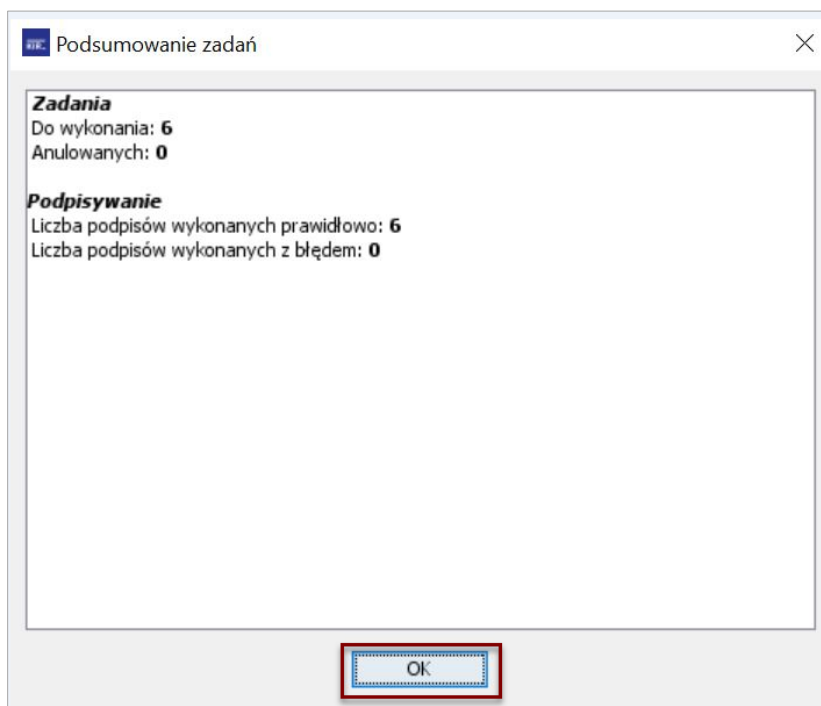 KIR.
Podsumowanie zadań
Zadania
Do wykonania: 6
Anulowanych: 0
Podpisywanie
Liczba podpisów wykonanych prawidłowo: 6
Liczba podpisów wykonanych z błędem: 0
OK